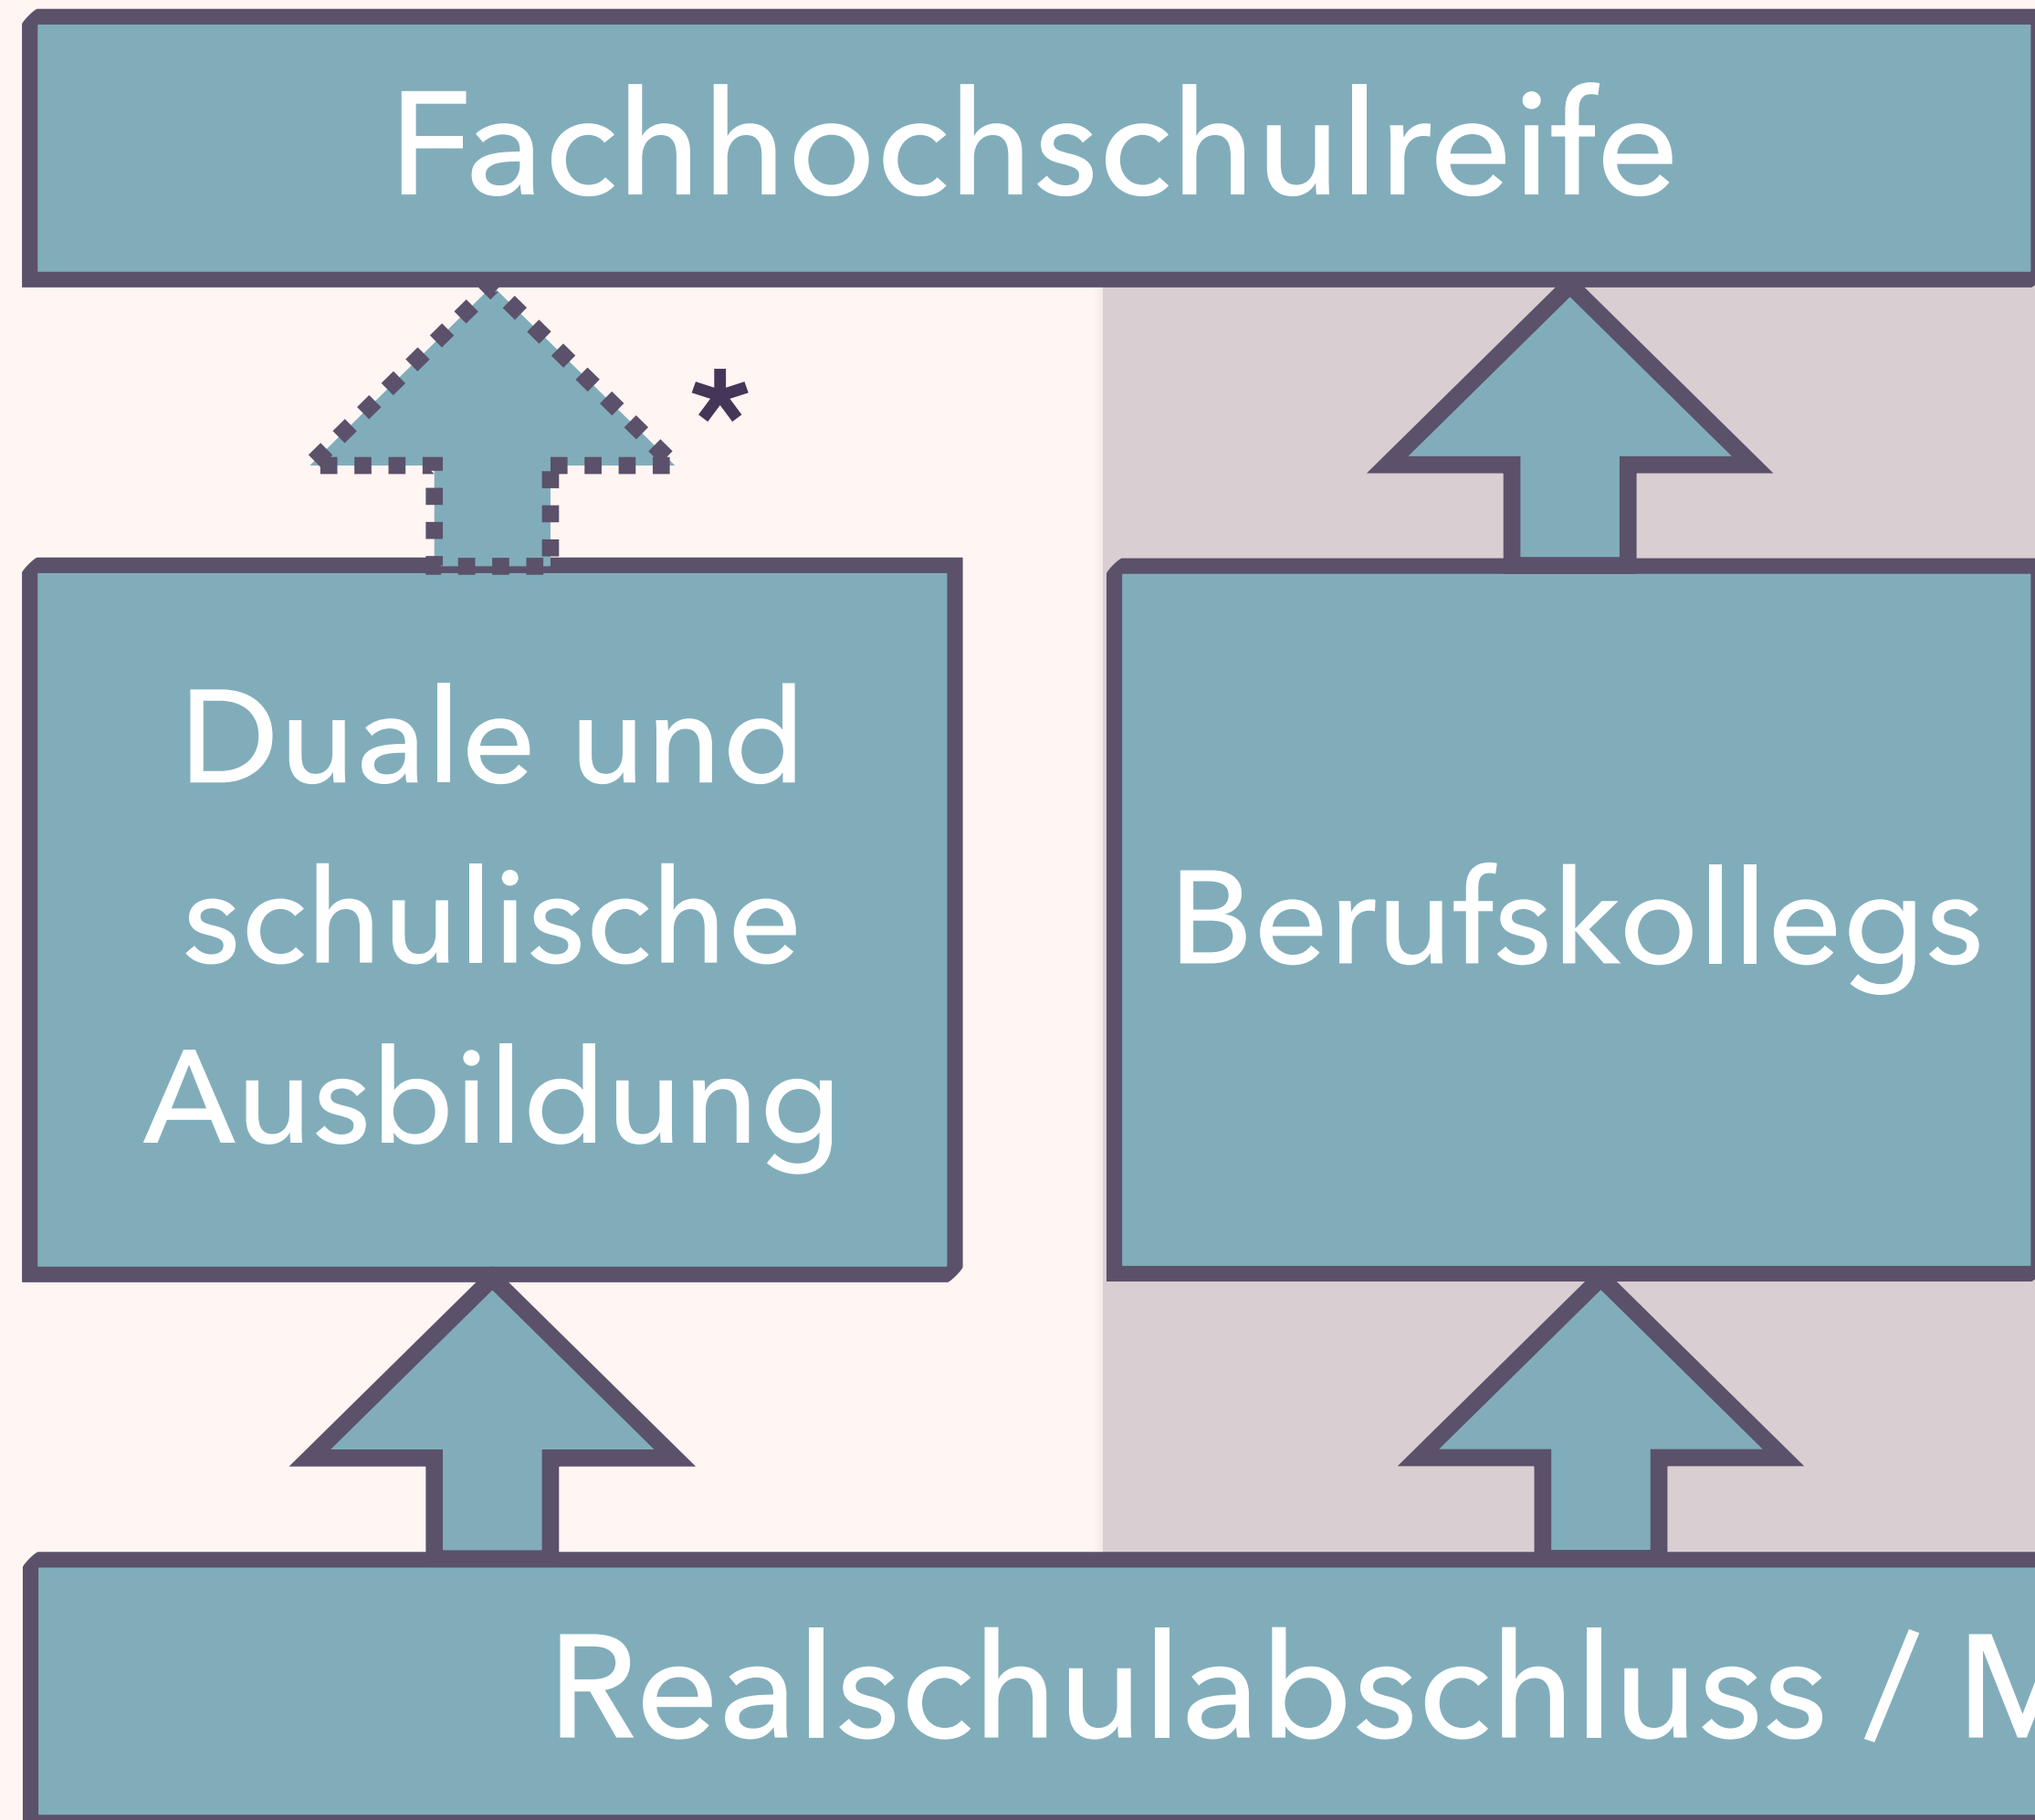 Fachhochschulreife
*
Duale und
schulische
Ausbildung
Berufskollegs
Realschulabschluss / M